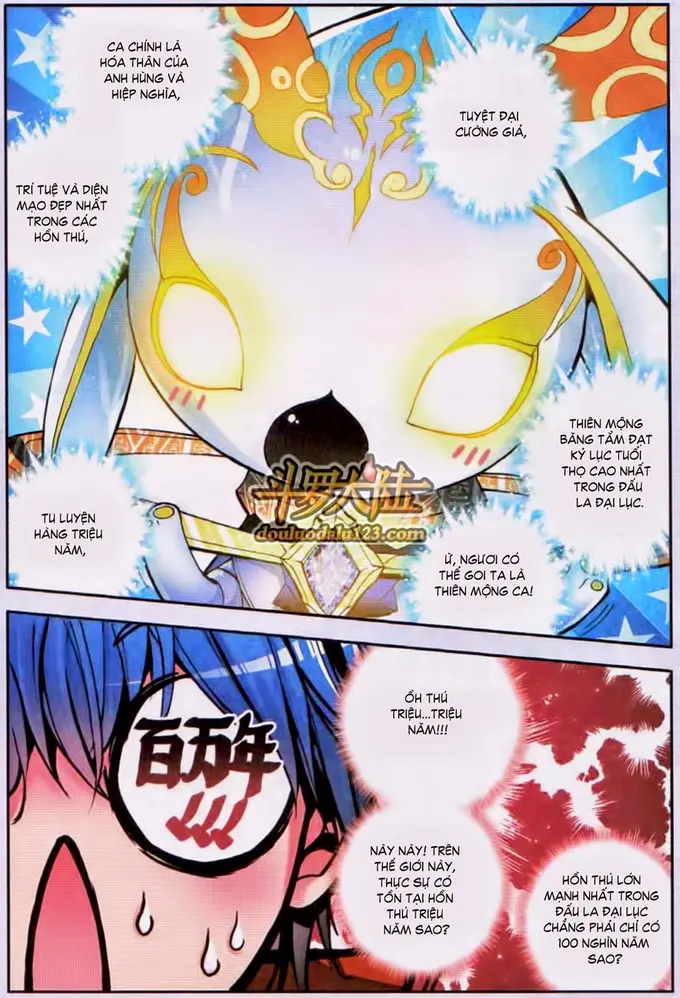 CA CHÍNH LÀ
HÓA THÂN CỦA
ANH HÙNG VÀ
HIỆP NGHĨA,
TUYỆT ĐẠI
CƯỜNG GIẢ,
TRÍ TUỆ VÀ DIỆN
MẠO ĐẸP NHẤT
TRONG CÁC
HỒN THÚ,
THIÊN MỘNG
BĂNG TẰM ĐẠT
KỶ LỤC TUỔI
THỌ CAO NHẤT
TRONG ĐẤU
LA ĐẠI LỤC.
斗罗大陆
douluodalu123.com
TU LUYỆN
HÀNG TRIỆU
NĂM,
Ừ, NGƯƠI CÓ
THỂ GỌI TA LÀ
THIÊN MỘNG CA!
ỒH THÚ
TRIỆU...TRIỆU
NĂM!!!
百万年
!!!
NÀY NÀY! TRÊN
THẾ GIỚI NÀY,
THỰC SỰ CÓ
TỒN TẠI HỒN
THÚ TRIỆU
NĂM SAO?
HỒN THÚ LỚN
MẠNH NHẤT TRONG
ĐẤU LA ĐẠI LỤC
CHẲNG PHẢI CHỈ CÓ
100 NGHÌN NĂM
SAO?